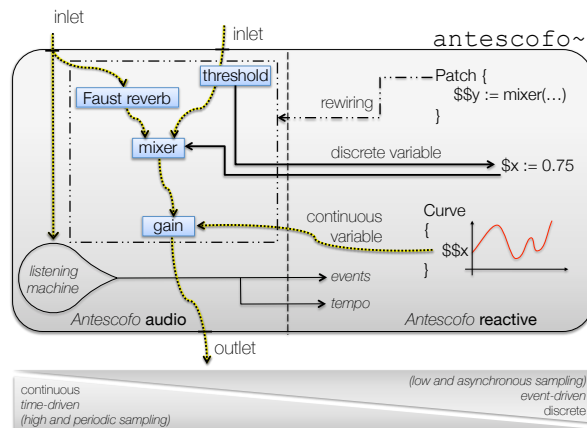 inlet
inlet
antescofo~
threshold
Faust reverb
mixer
gain
rewiring
Patch {
$$y := mixer(…)
}
discrete variable
$x := 0.75
continuous
variable
Curve
{
$$x
}
listening
machine
events
tempo
Antescofo audio
Antescofo reactive
outlet
continuous
time-driven
(high and periodic sampling)
(low and asynchronous sampling)
event-driven
discrete